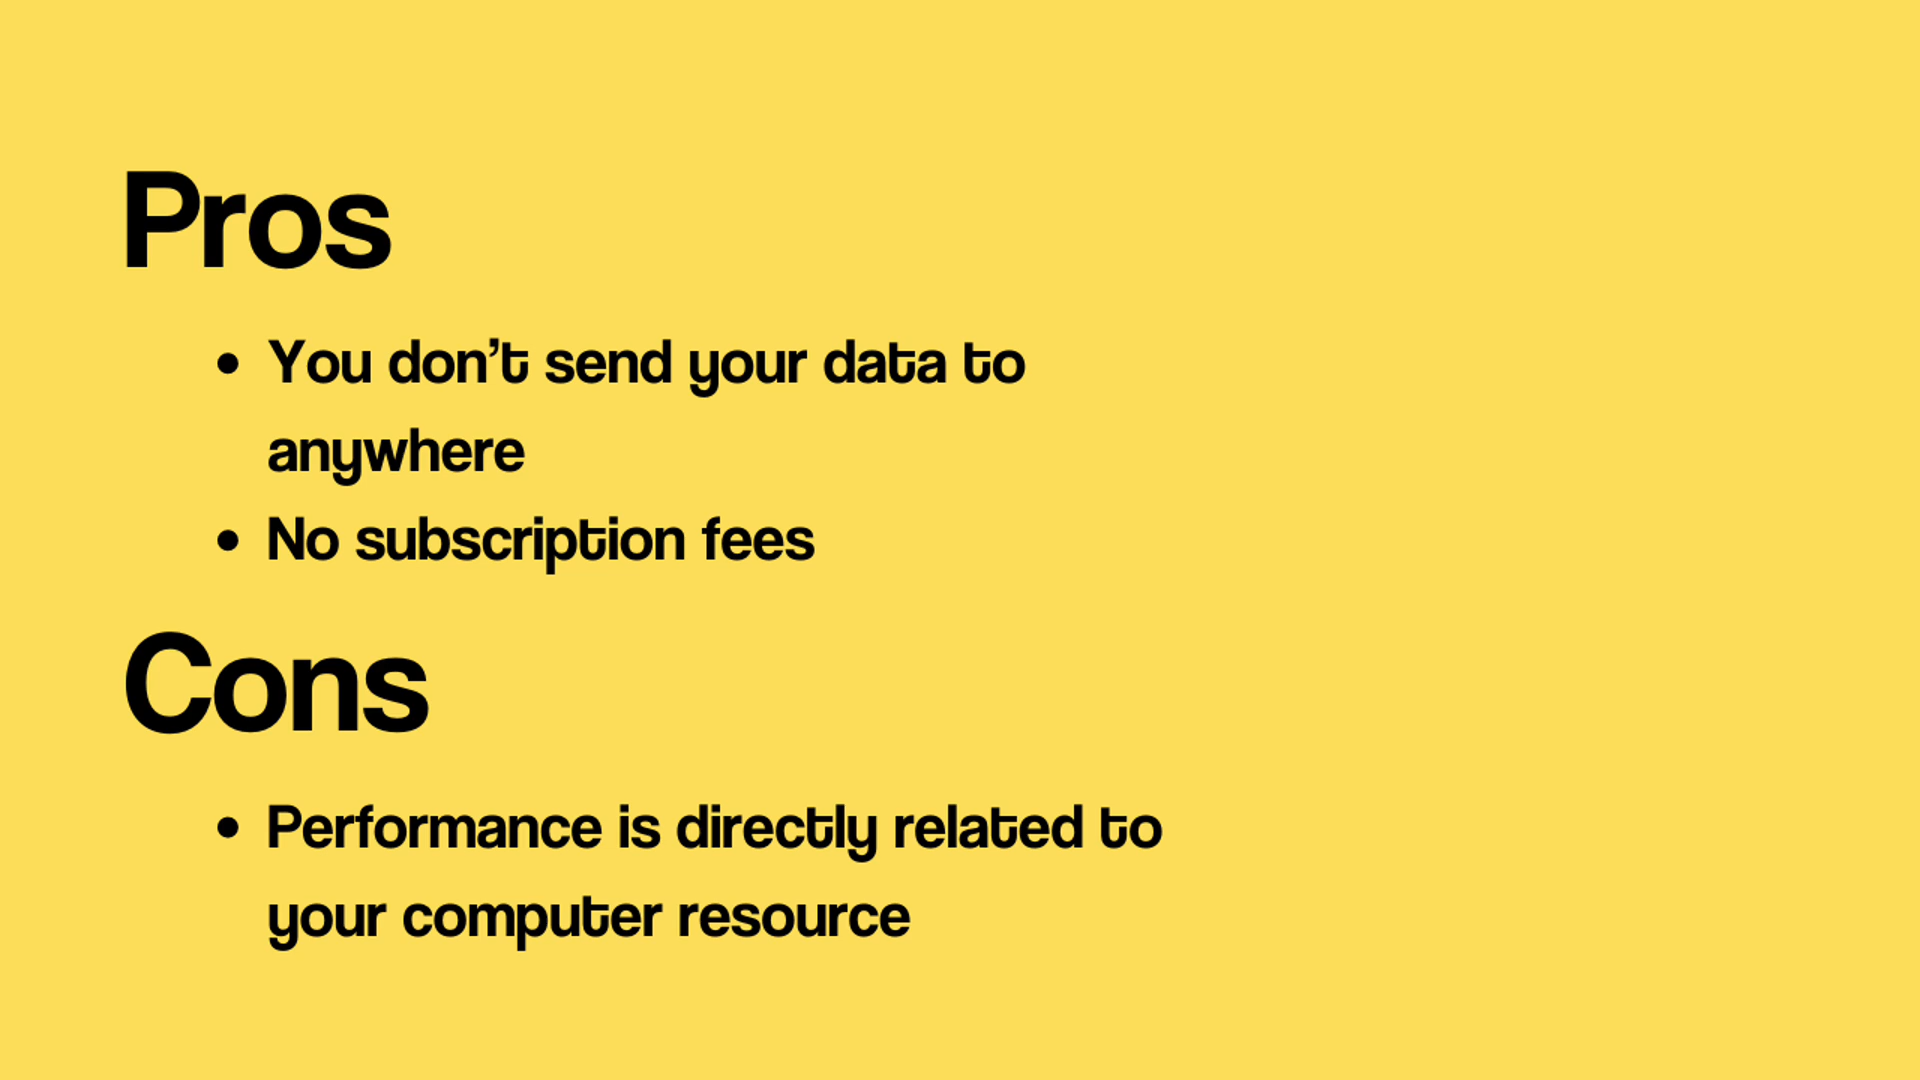 Pros
• You don’t send your data to
anywhere
• No subscription fees
Cons
• Performance is directly related to
your computer resource